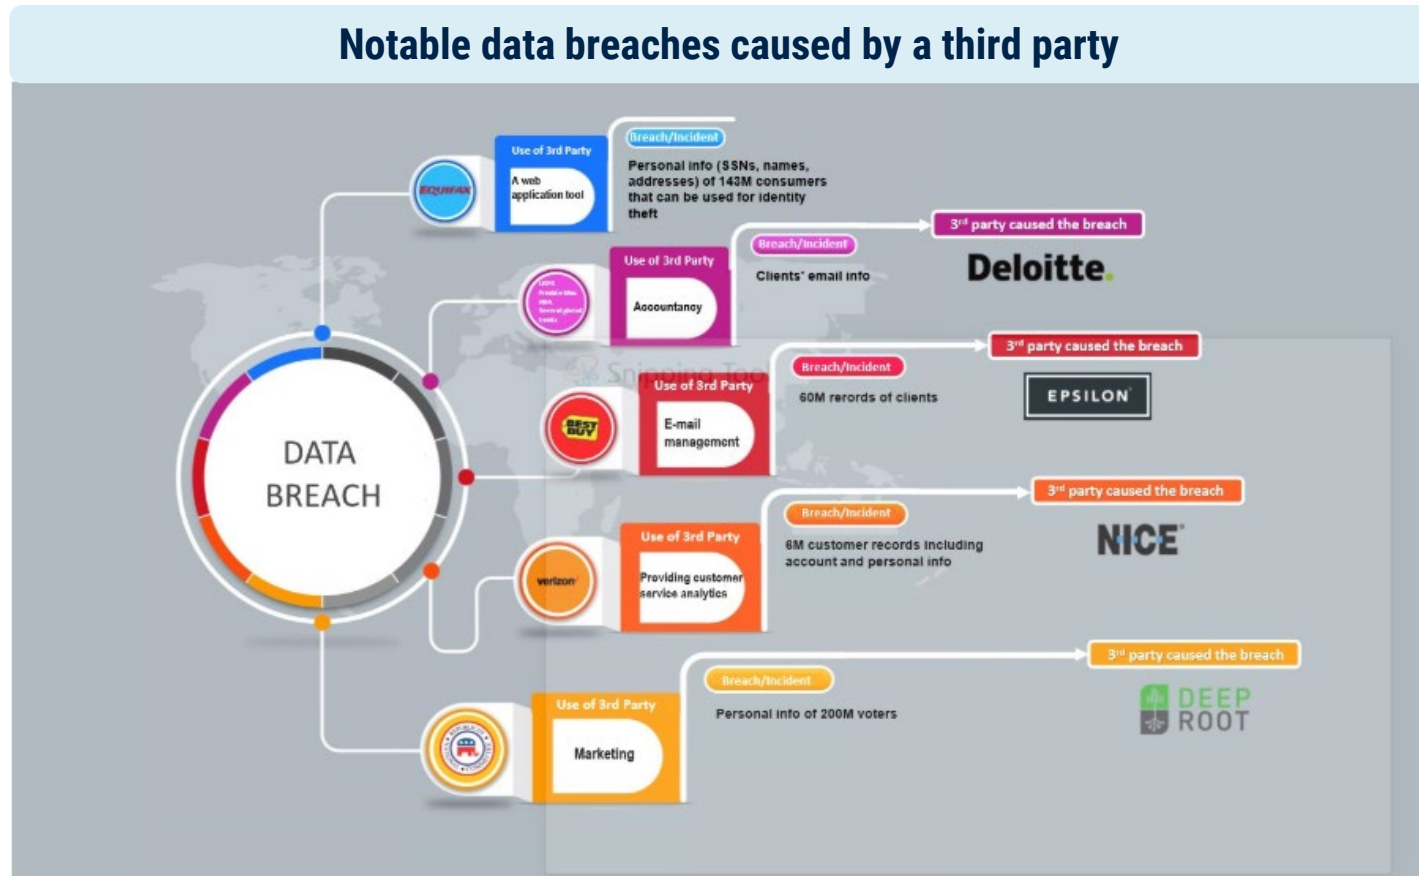 Notable data breaches caused by a third party
Use of 3rd Party
A web
application tool
EQUIFAX
Breach/Incident
Personal info (SSNs, names,
addresses) of 143M consumers
that can be used for identity
theft
Use of 3rd Party
Accountancy
Breach/Incident
Clients' email info
3rd party caused the breach
Deloitte.
Snipping Tool
Use of 3rd Party
E-mail
management
BEST
BUY
Breach/Incident
60M rerords of clients
3rd party caused the breach
EPSILON
DATA
BREACH
Use of 3rd Party
Providing customer
service analytics
verizon
Breach/Incident
6M customer records including
account and personal info
3rd party caused the breach
NICE
Use of 3rd Party
Marketing
Breach/Incident
Personal info of 200M voters
3rd party caused the breach
DEEP
ROOT